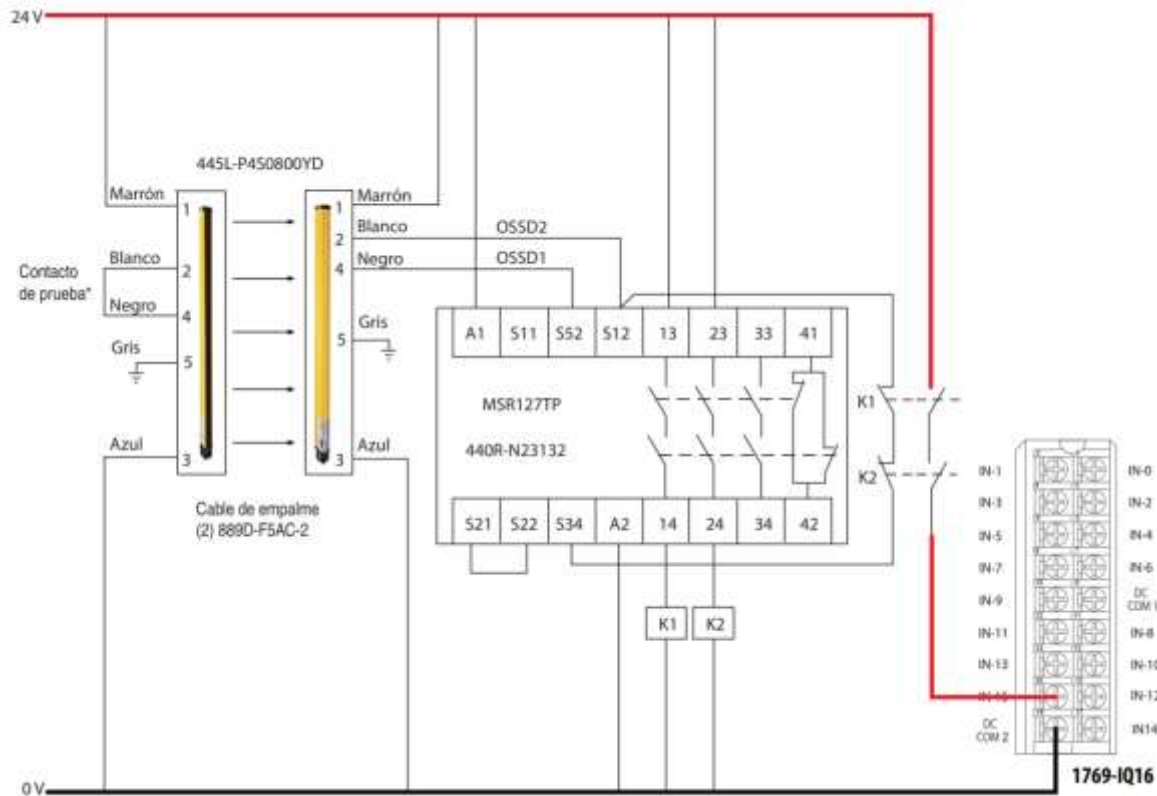 24 V
445L-P4S0800YD
Marrón
1
Blanco
2
Contacto
de prueba*
Negro
4
Gris
5
Azul
3
Marrón
1
Blanco
2
OSSD2
Negro
4
OSSD1
Gris
5
Azul
3
Cable de empalme
(2) 889D-F5AC-2
A1 S11 S52 S12 13 23 33 41
MSR127TP
440R-N23132
S21 S22 S34 A2 14 24 34 42
K1
K2
K1 K2
IN-1 IN-0
IN-3 IN-2
IN-5 IN-4
IN-7 IN-6
IN-9 DC
COM 1
IN-11 IN-8
IN-13 IN-10
IN-15 IN-12
DC
COM 2 IN14
1769-IQ16
0 V